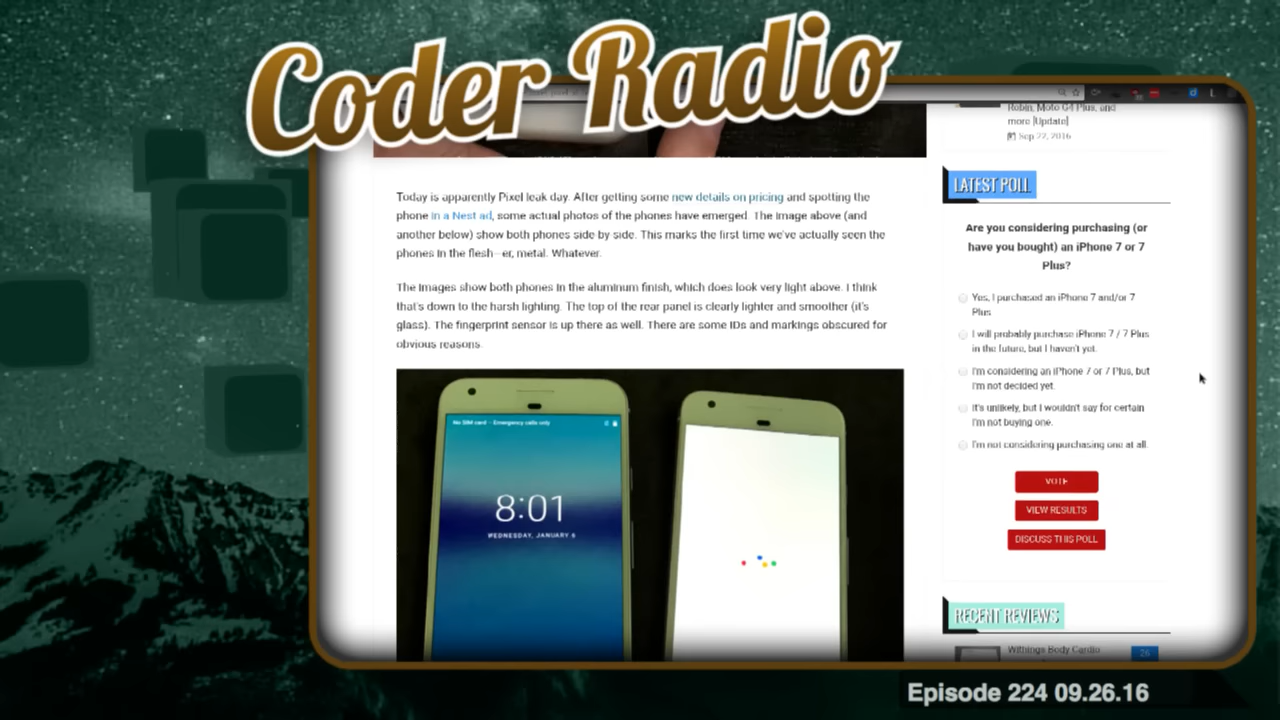 Coder Radio
Robin, Moto G4 Plus, and
more [Update]
Sep 22, 2016
LATEST POLL
Today is apparently Pixel leak day. After getting some new details on pricing and spotting the
phone in a Nest ad, some actual photos of the phones have emerged. The image above (and
another below) show both phones side by side. This marks the first time we've actually seen the
phones in the flesh—er, metal. Whatever.
The images show both phones in the aluminum finish, which does look very light above. I think
that's down to the harsh lighting. The top of the rear panel is clearly lighter and smoother (it's
glass). The fingerprint sensor is up there as well. There are some IDs and markings obscured for
obvious reasons.
No SIM card – Emergency calls only
8:01
WEDNESDAY, JANUARY 6
Are you considering purchasing (or
have you bought) an iPhone 7 or 7
Plus?
Yes, I purchased an iPhone 7 and/or 7
Plus
I will probably purchase iPhone 7 / 7 Plus
in the future, but I haven't yet.
I'm considering an iPhone 7 or 7 Plus, but
I'm not decided yet.
It's unlikely, but I wouldn't say for certain
I'm not buying one.
I'm not considering purchasing one at all.
VOTE
VIEW RESULTS
DISCUSS THIS POLL
RECENT REVIEWS
Withings Body Cardio
26
Episode 224 09.26.16